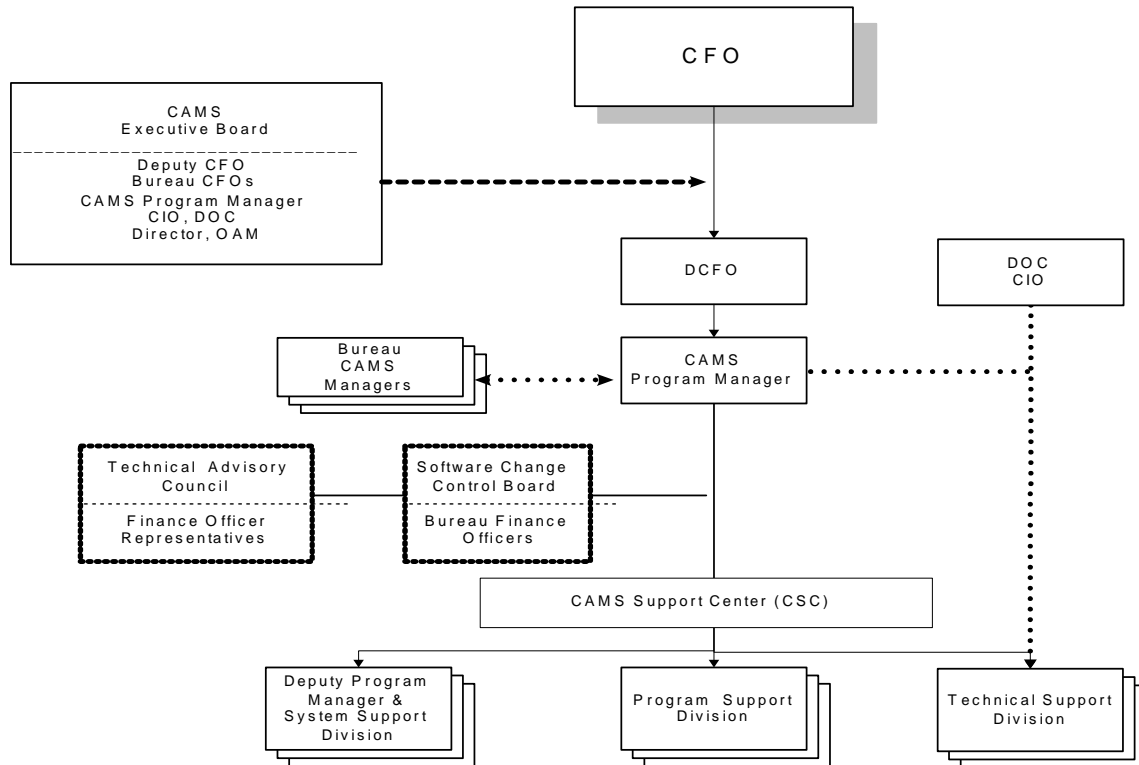 CFO
CAMS
Executive Board
Deputy CFO
Bureau CFOs
CAMS Program Manager
CIO, DOC
Director, OAM
DCFO
DOC
CIO
Bureau
CAMS
Managers
CAMS
Program Manager
Technical Advisory
Council
Finance Officer
Representatives
Software Change
Control Board
Bureau Finance
Officers
CAMS Support Center (CSC)
Deputy Program
Manager &
System Support
Division
Program Support
Division
Technical Support
Division